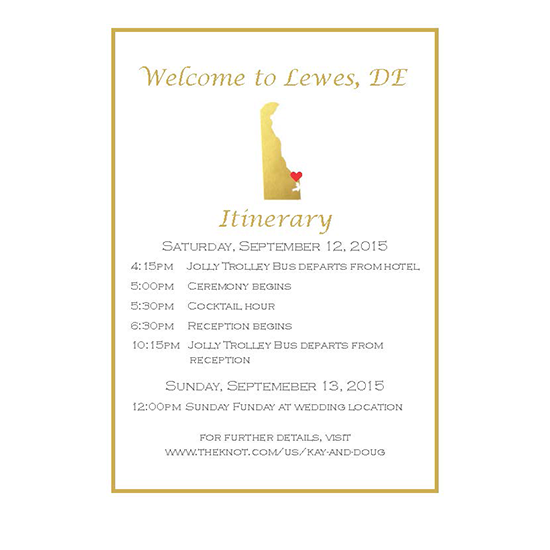 Welcome to Lewes, DE
Itinerary
Saturday, September 12, 2015
4:15pm Jolly Trolley Bus departs from hotel
5:00pm Ceremony begins
5:30pm Cocktail hour
6:30pm Reception begins
10:15pm Jolly Trolley Bus departs from
reception
Sunday, Septemeber 13, 2015
12:00pm Sunday Funday at wedding location
for further details, visit
www.theknot.com/us/kay-and-doug